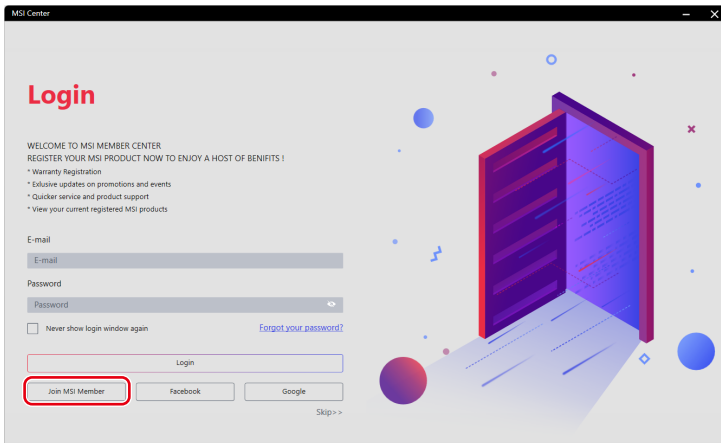 MSI Center
Login
WELCOME TO MSI MEMBER CENTER
REGISTER YOUR MSI PRODUCT NOW TO ENJOY A HOST OF BENIFITS !
* Warranty Registration
* Exlusive updates on promotions and events
* Quicker service and product support
* View your current registered MSI products
E-mail
E-mail
Password
Password
Never show login window again Forgot your password?
Login
Join MSI Member Facebook Google
Skip>>